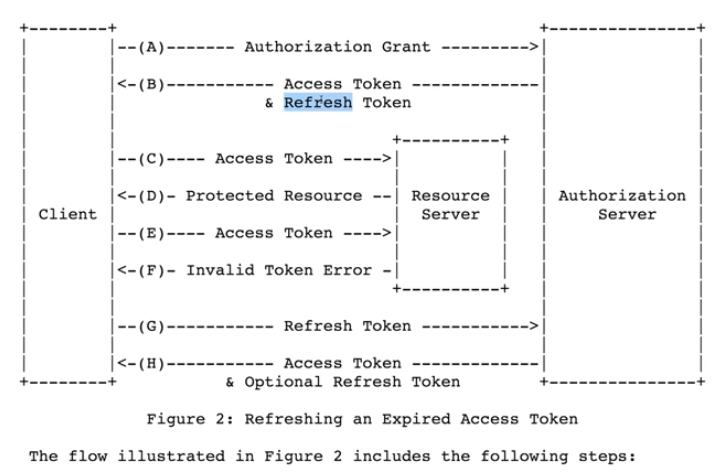 +--------+                                           +---------------+
|        |--(A)------- Authorization Grant --------->|               |
|        |<-(B)----------- Access Token -------------|               |
|        |               & Refresh Token             |               |
|        |                            +----------+   |               |
|        |--(C)---- Access Token ---->|          |   |               |
|        |<-(D)- Protected Resource --| Resource |   | Authorization |
| Client |                            |  Server  |   |     Server    |
|        |--(E)---- Access Token ---->|          |   |               |
|        |<-(F)- Invalid Token Error -|          |   |               |
|        |                            +----------+   |               |
|        |--(G)----------- Refresh Token ----------->|               |
|        |<-(H)----------- Access Token -------------|               |
+--------+           & Optional Refresh Token        +---------------+
Figure 2: Refreshing an Expired Access Token
The flow illustrated in Figure 2 includes the following steps: